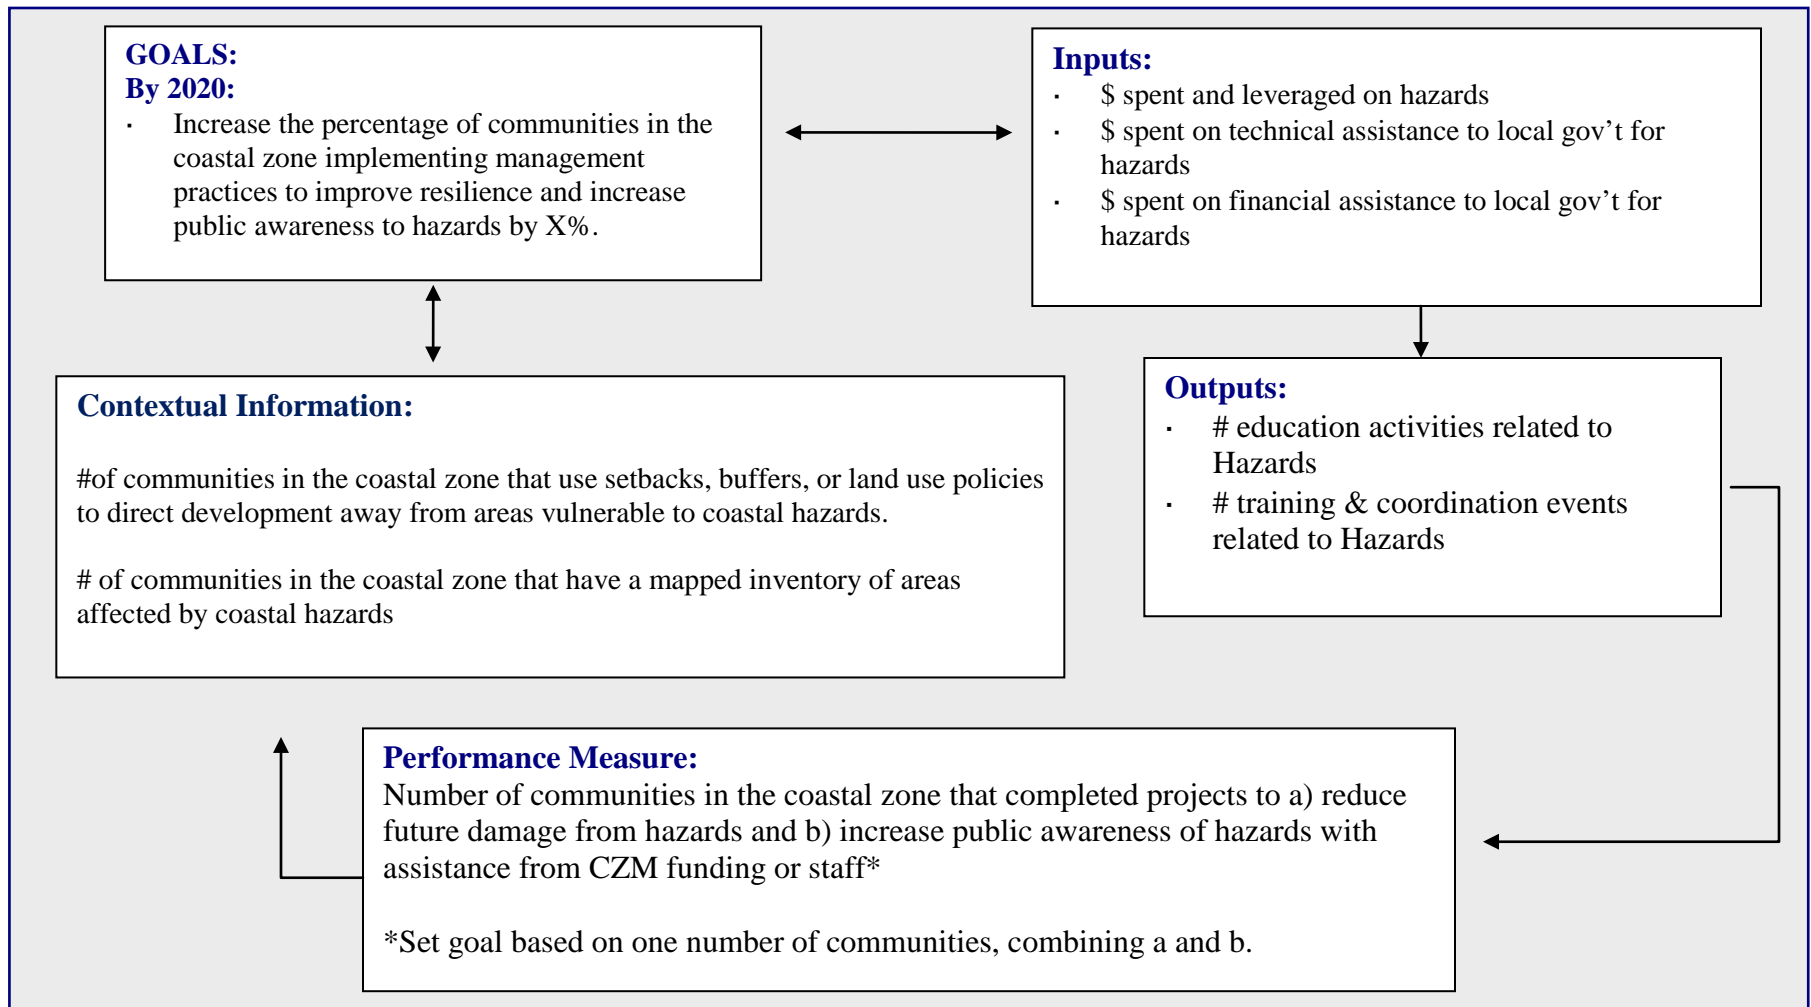 GOALS:
By 2020:
· Increase the percentage of communities in the
coastal zone implementing management
practices to improve resilience and increase
public awareness to hazards by X%.
Inputs:
· $ spent and leveraged on hazards
· $ spent on technical assistance to local gov’t for
hazards
· $ spent on financial assistance to local gov’t for
hazards
Contextual Information:
#of communities in the coastal zone that use setbacks, buffers, or land use policies
to direct development away from areas vulnerable to coastal hazards.
# of communities in the coastal zone that have a mapped inventory of areas
affected by coastal hazards
Outputs:
· # education activities related to
Hazards
· # training & coordination events
related to Hazards
Performance Measure:
Number of communities in the coastal zone that completed projects to a) reduce
future damage from hazards and b) increase public awareness of hazards with
assistance from CZM funding or staff*
*Set goal based on one number of communities, combining a and b.